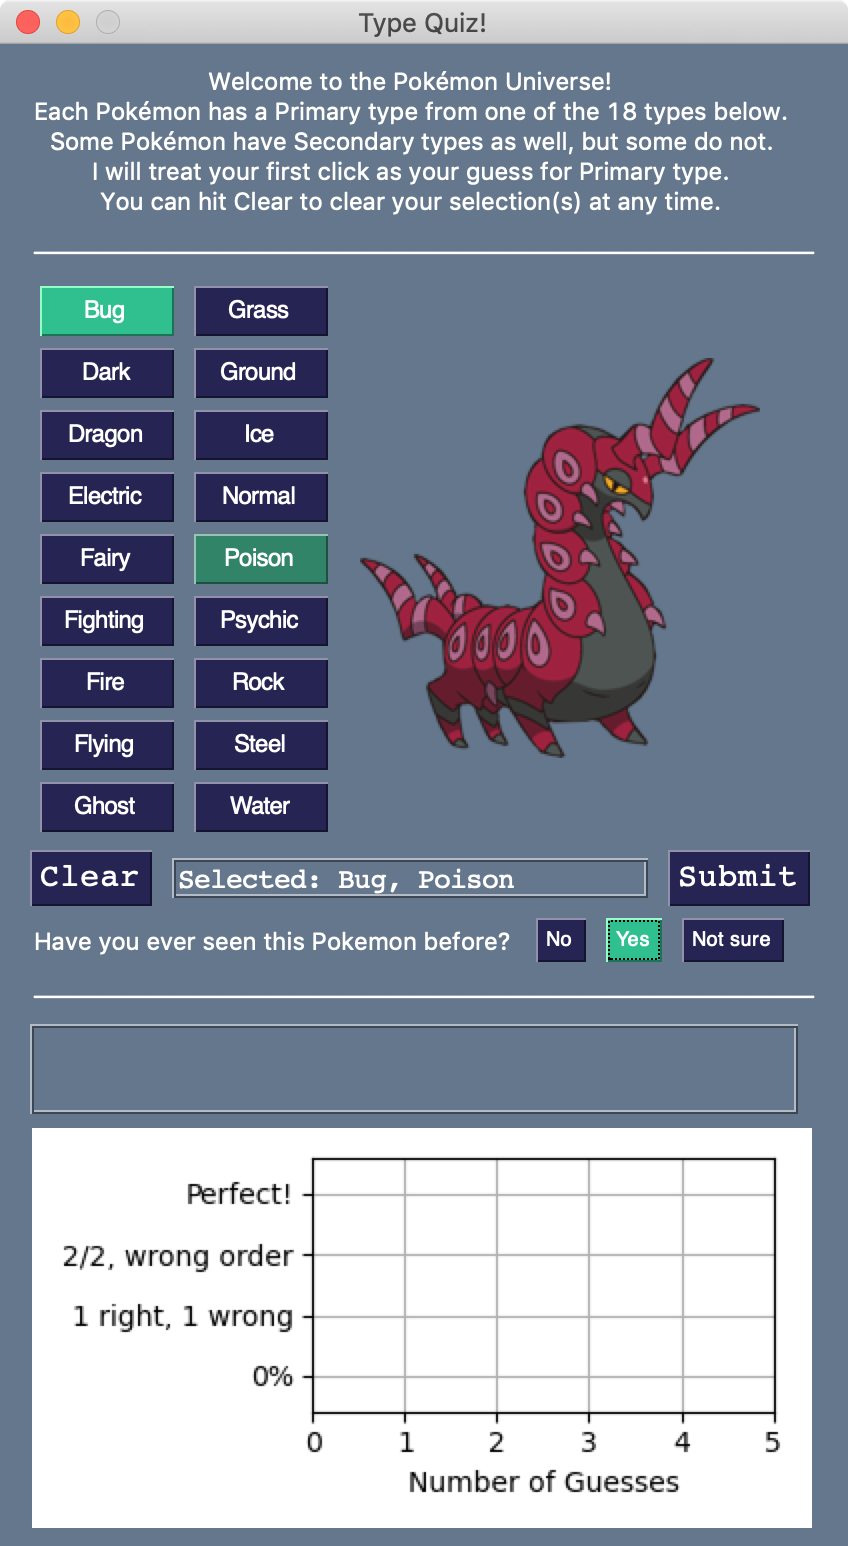 Type Quiz!
Welcome to the Pokémon Universe!
Each Pokémon has a Primary type from one of the 18 types below.
Some Pokémon have Secondary types as well, but some do not.
I will treat your first click as your guess for Primary type.
You can hit Clear to clear your selection(s) at any time.
Bug Grass
Dark Ground
Dragon Ice
Electric Normal
Fairy Poison
Fighting Psychic
Fire Rock
Flying Steel
Ghost Water
Clear Selected: Bug, Poison Submit
Have you ever seen this Pokemon before? No Yes Not sure
Perfect!
2/2, wrong order
1 right, 1 wrong
0%
0 1 2 3 4 5
Number of Guesses